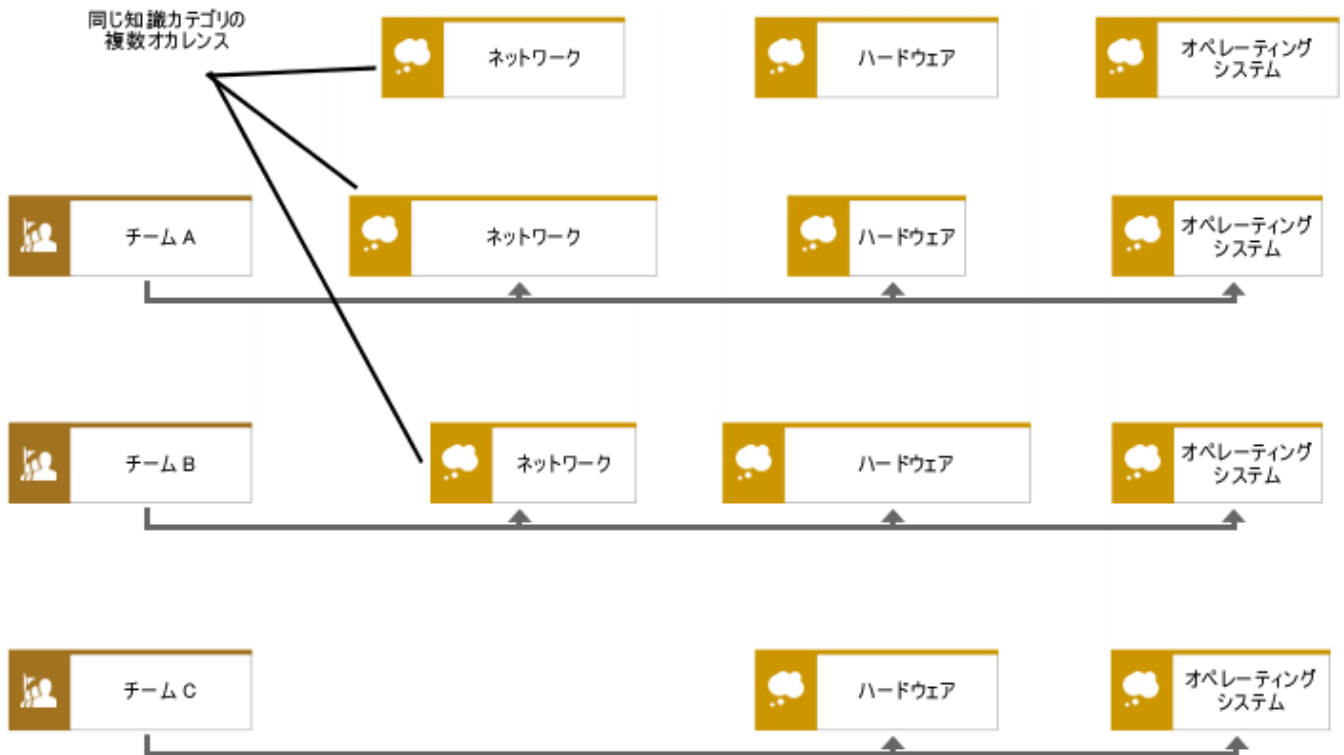 同じ知識カテゴリの
複数オカレンス
ネットワーク
ハードウェア
オペレーティング
システム
チーム A
ネットワーク
ハードウェア
オペレーティング
システム
チーム B
ネットワーク
ハードウェア
オペレーティング
システム
チーム C
ハードウェア
オペレーティング
システム